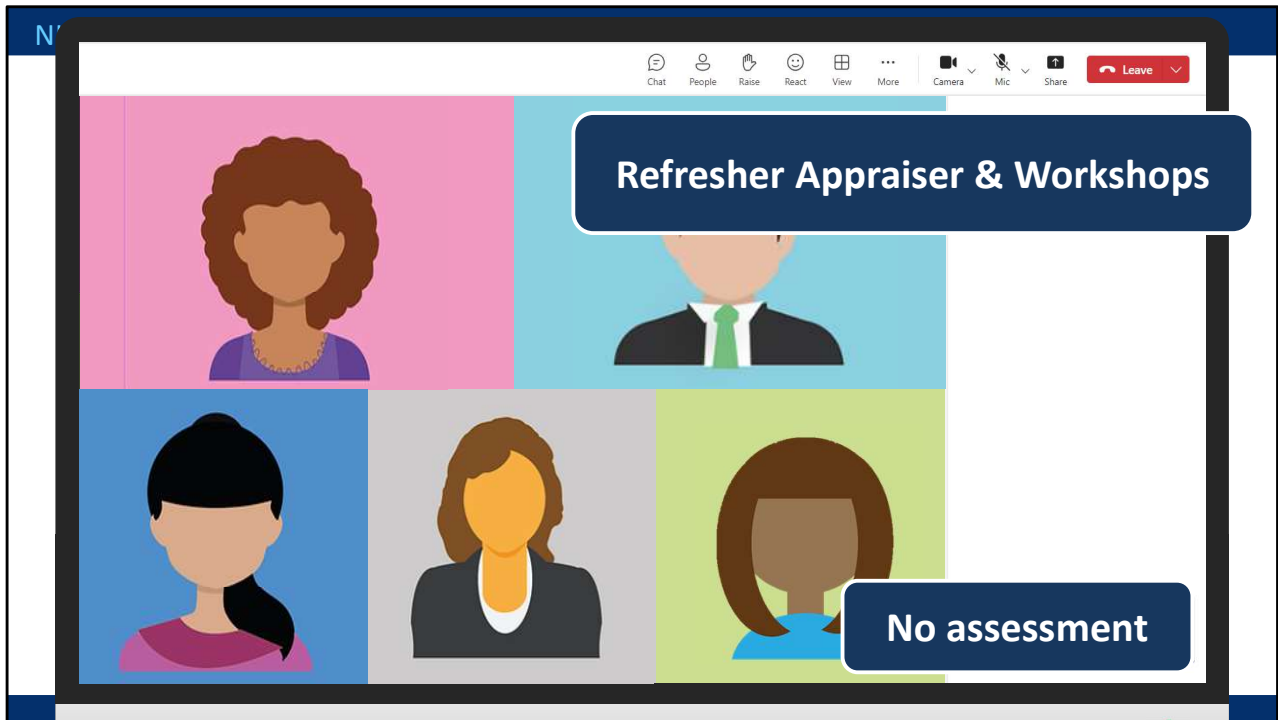 Refresher Appraiser & Workshops
Chat People Raise React View More Camera Mic Share Leave
No assessment